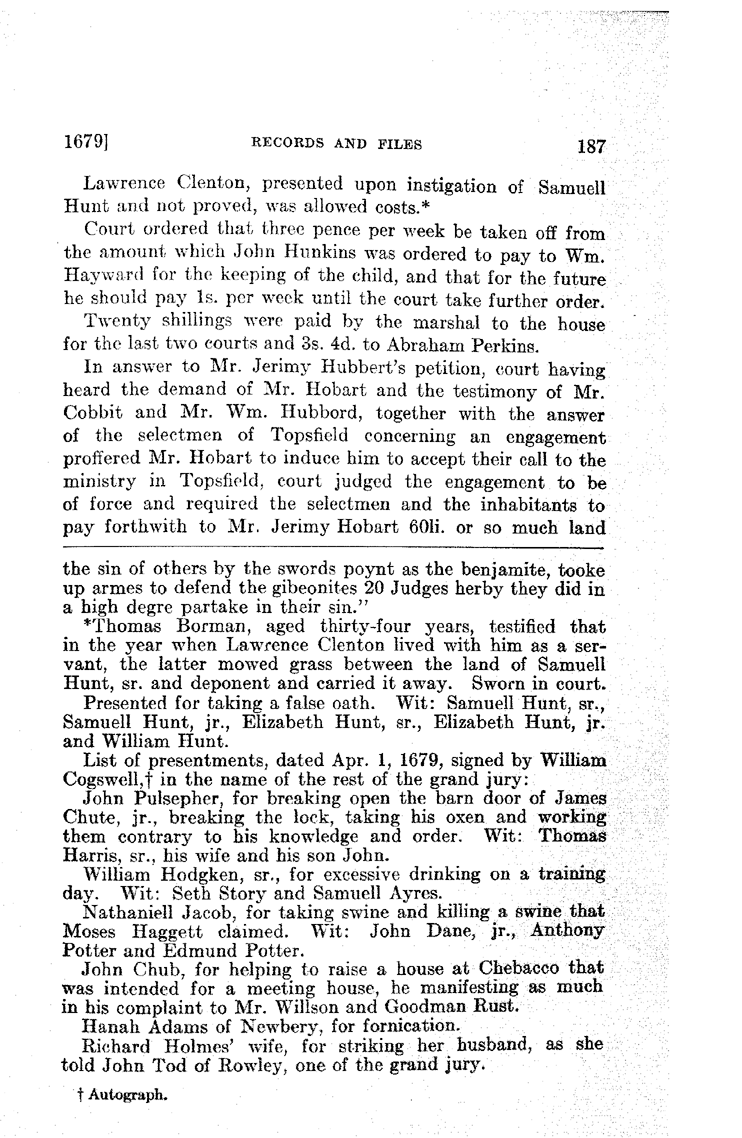 1679] RECORDS AND FILES 187
Lawrence Clenton, presented upon instigation of Samuell
Hunt and not proved, was allowed costs.*
Court ordered that three pence per week be taken off from
the amount which John Hunkins was ordered to pay to Wm.
Hayward for the keeping of the child, and that for the future
he should pay 1s. per week until the court take further order.
Twenty shillings were paid by the marshal to the house
for the last two courts and 3s. 4d. to Abraham Perkins.
In answer to Mr. Jerimy Hubbert's petition, court having
heard the demand of Mr. Hobart and the testimony of Mr.
Cobbit and Mr. Wm. Hubbord, together with the answer
of the selectmen of Topsfield concerning an engagement
proffered Mr. Hobart to induce him to accept their call to the
ministry in Topsfield, court judged the engagement to be
of force and required the selectmen and the inhabitants to
pay forthwith to Mr. Jerimy Hobart 60li. or so much land
the sin of others by the swords poynt as the benjamite, tooke
up armes to defend the gibeonites 20 Judges herby they did in
a high degre partake in their sin."
*Thomas Borman, aged thirty-four years, testified that
in the year when Lawrence Clenton lived with him as a ser-
vant, the latter mowed grass between the land of Samuell
Hunt, sr. and deponent and carried it away. Sworn in court.
Presented for taking a false oath. Wit: Samuell Hunt, sr.,
Samuell Hunt, jr., Elizabeth Hunt, sr., Elizabeth Hunt, jr.
and William Hunt.
List of presentments, dated Apr. 1, 1679, signed by William
Cogswell,† in the name of the rest of the grand jury:
John Pulsepher, for breaking open the barn door of James
Chute, jr., breaking the lock, taking his oxen and working
them contrary to his knowledge and order. Wit: Thomas
Harris, sr., his wife and his son John.
William Hodgken, sr., for excessive drinking on a training
day. Wit: Seth Story and Samuell Ayres.
Nathaniell Jacob, for taking swine and killing a swine that
Moses Haggett claimed. Wit: John Dane, jr., Anthony
Potter and Edmund Potter.
John Chub, for helping to raise a house at Chebacco that
was intended for a meeting house, he manifesting as much
in his complaint to Mr. Willson and Goodman Rust.
Hanah Adams of Newbery, for fornication.
Richard Holmes' wife, for striking her husband, as she
told John Tod of Rowley, one of the grand jury.
† Autograph.